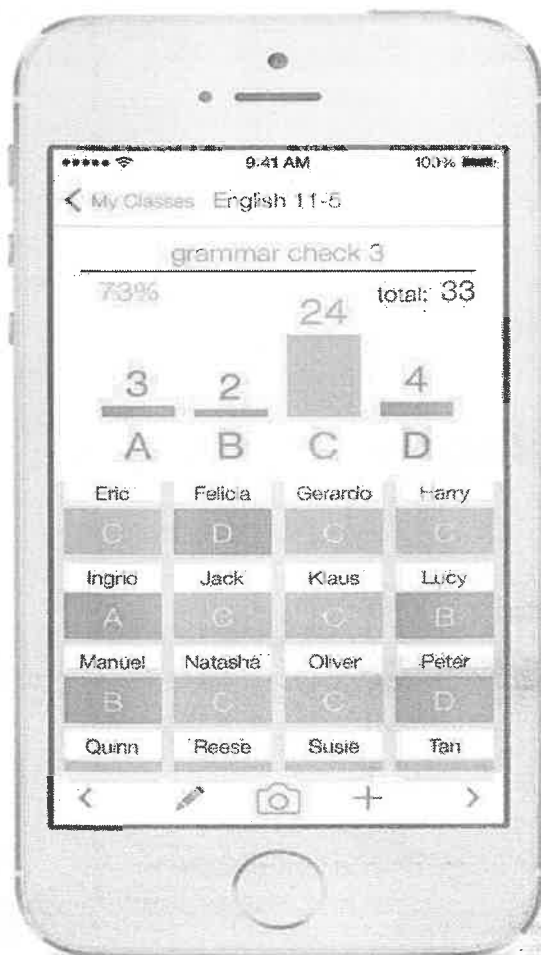 9:41 AM 100%
My Classes English 11-5
grammar check 3
73% total: 33
3 2 24 4
A B C D
Eric Felicia Gerardo Harry
C D C C
Ingrid Jack Klaus Lucy
A C C B
Manuel Natasha Oliver Peter
B C C D
Quinn Reese Susie Tan